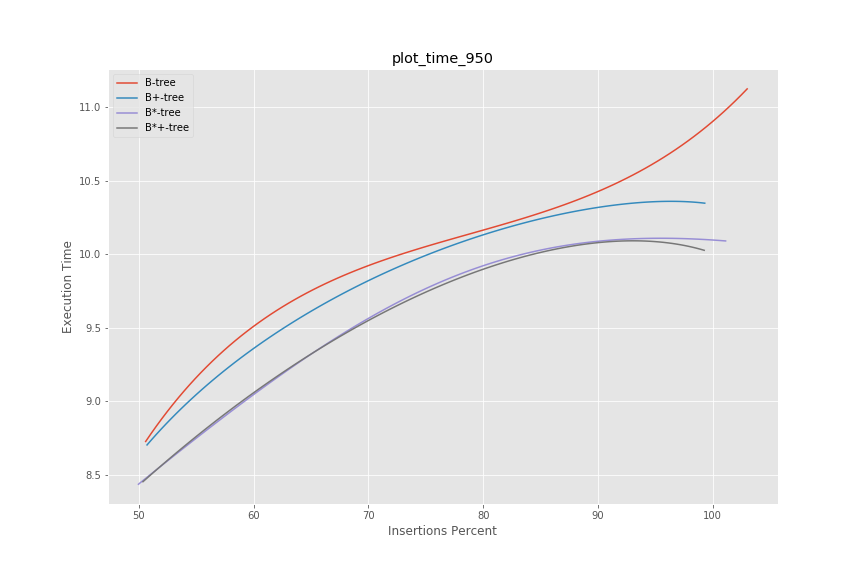 plot_time_950
B-tree
B+-tree
B*-tree
B*+-tree
11.0
10.5
10.0
9.5
9.0
8.5
Execution Time
50 60 70 80 90 100
Insertions Percent